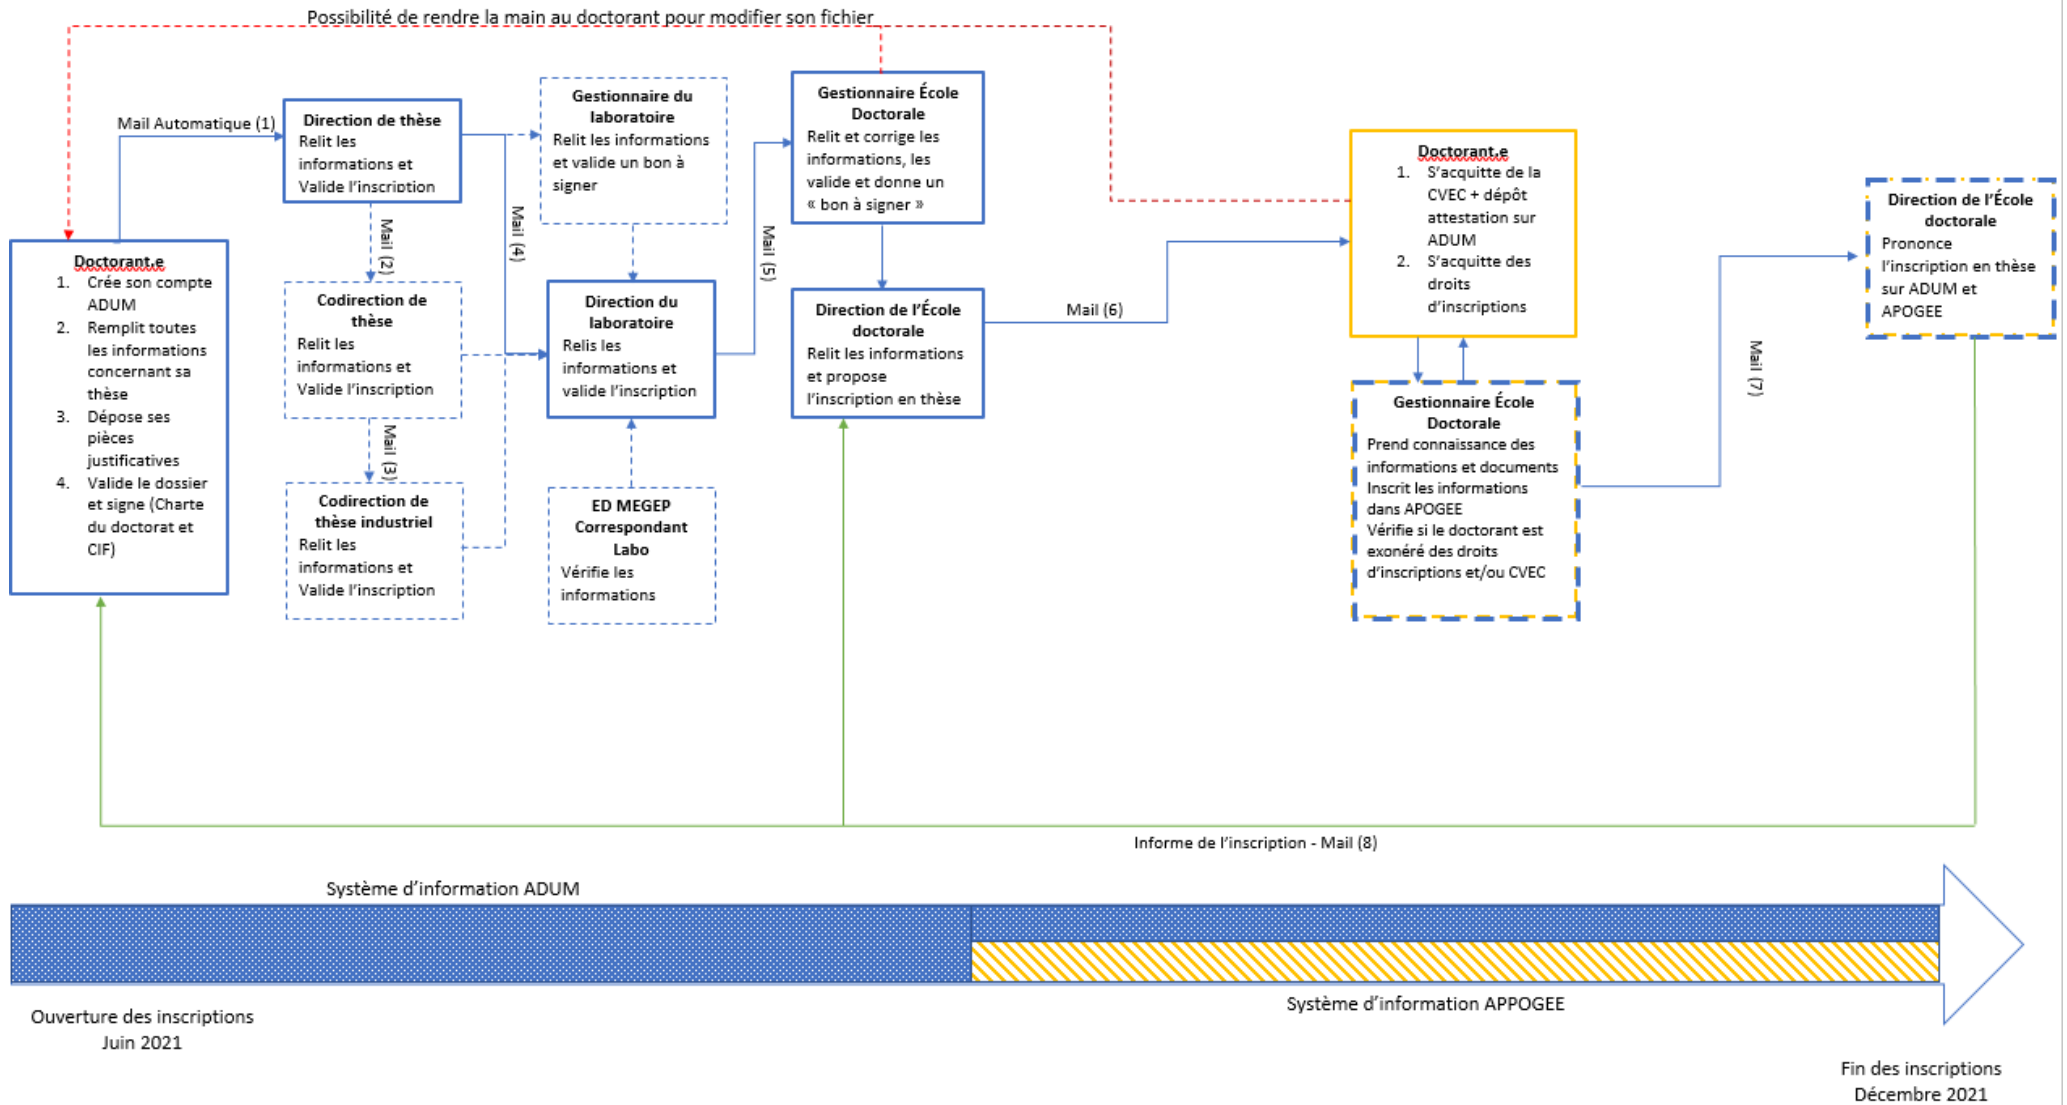 Possibilité de rendre la main au doctorant pour modifier son fichier
Mail Automatique (1)
Doctorant.e
1. Crée son compte
ADUM
2. Remplit toutes
les informations
concernant sa
thèse
3. Dépose ses
pièces
justificatives
4. Valide le dossier
et signe (Charte
du doctorat et
CIF)
Direction de thèse
Relit les
informations et
Valide l'inscription
Mail (2)
Codirection de
thèse
Relit les
informations et
Valide l'inscription
Mail (3)
Codirection de
thèse industriel
Relit les
informations et
Valide l'inscription
Mail (4)
Gestionnaire du
laboratoire
Relit les informations
et valide un bon à
signer
Direction du
laboratoire
Relis les
informations et
valide l'inscription
ED MEGEP
Correspondant
Labo
Vérifie les
informations
Mail (5)
Gestionnaire École
Doctorale
Relit et corrige les
informations, les
valide et donne un
« bon à signer »
Direction de l'École
doctorale
Relit les informations
et propose
l'inscription en thèse
Mail (6)
Doctorant.e
1. S'acquitte de la
CVEC + dépôt
attestation sur
ADUM
2. S'acquitte des
droits
d'inscriptions
Gestionnaire École
Doctorale
Prend connaissance des
informations et documents
Inscrit les informations
dans APOGEE
Vérifie si le doctorant est
exonéré des droits
d'inscriptions et/ou CVEC
Mail (7)
Direction de l'École
doctorale
Prononce
l'inscription en thèse
sur ADUM et
APOGEE
Informe de l'inscription - Mail (8)
Système d'information ADUM
Système d'information APPOGEE
Ouverture des inscriptions
Juin 2021
Fin des inscriptions
Décembre 2021